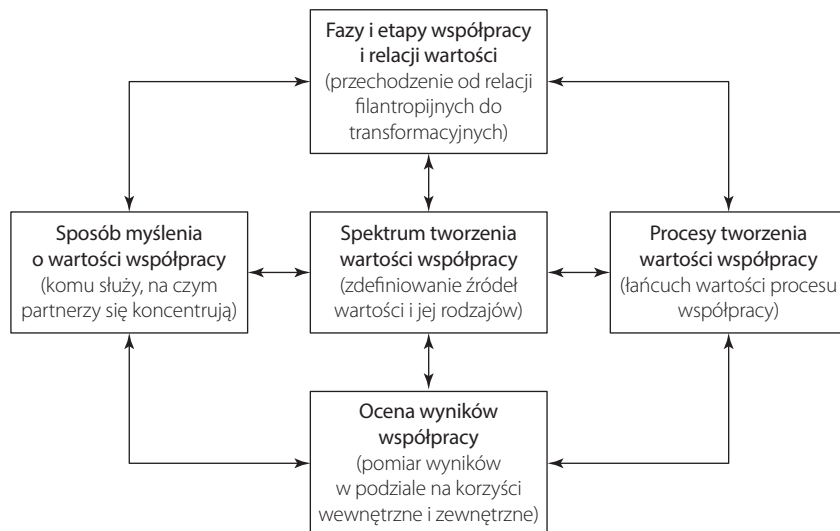 Fazy i etapy współpracy
i relacji wartości
(przechodzenie od relacji
filantropijnych do
transformacyjnych)
Sposób myślenia
o wartości współpracy
(komu służy, na czym
partnerzy się koncentrują)
Spektrum tworzenia
wartości współpracy
(zdefiniowanie źródeł
wartości i jej rodzajów)
Procesy tworzenia
wartości współpracy
(łańcuch wartości procesu
współpracy)
Ocena wyników
współpracy
(pomiar wyników
w podziale na korzyści
wewnętrzne i zewnętrzne)